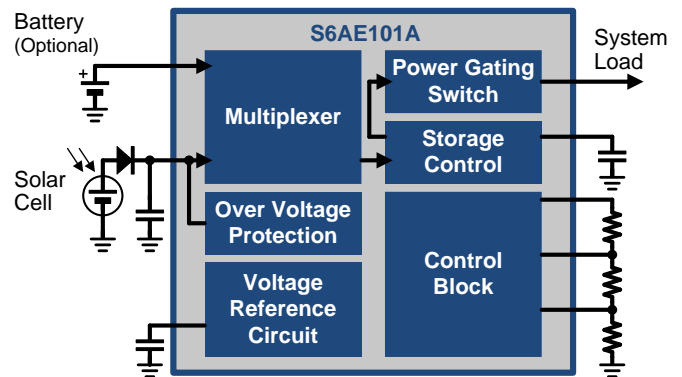 Battery
(Optional)
+
Solar
Cell
S6AE101A
Multiplexer
Over Voltage
Protection
Voltage
Reference
Circuit
Power Gating
Switch
Storage
Control
Control
Block
System
Load